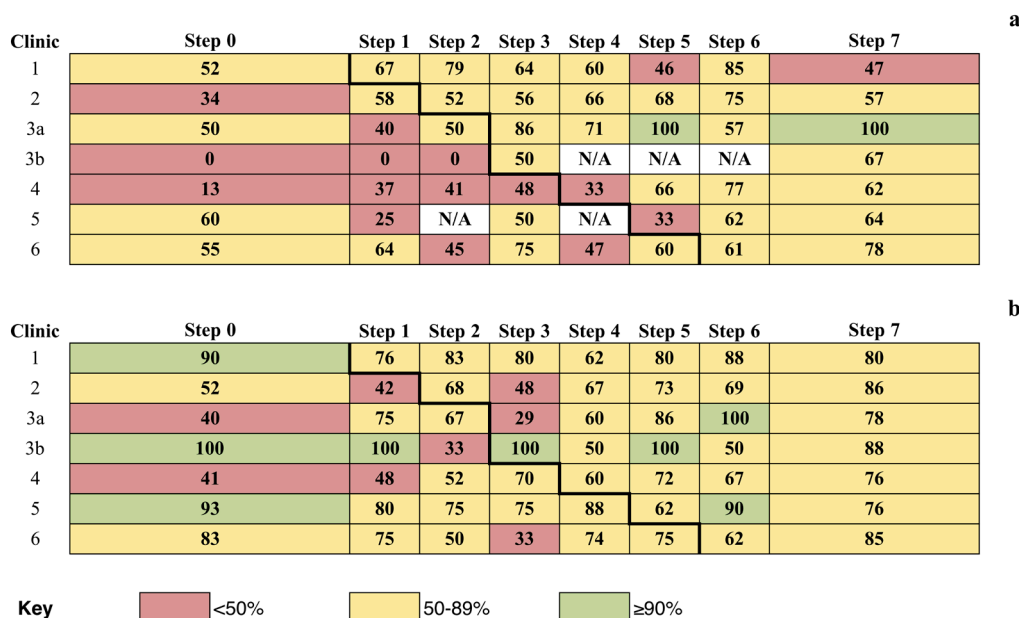 a
Clinic Step 0 Step 1 Step 2 Step 3 Step 4 Step 5 Step 6 Step 7
1 52 67 79 64 60 46 85 47
2 34 58 52 56 66 68 75 57
3a 50 40 50 86 71 100 57 100
3b 0 0 0 50 N/A N/A N/A 67
4 13 37 41 48 33 66 77 62
5 60 25 N/A 50 N/A 33 62 64
6 55 64 45 75 47 60 61 78
b
Clinic Step 0 Step 1 Step 2 Step 3 Step 4 Step 5 Step 6 Step 7
1 90 76 83 80 62 80 88 80
2 52 42 68 48 67 73 69 86
3a 40 75 67 29 60 86 100 78
3b 100 100 33 100 50 100 50 88
4 41 48 52 70 60 72 67 76
5 93 80 75 75 88 62 90 76
6 83 75 50 33 74 75 62 85
Key <50% 50-89% ≥90%